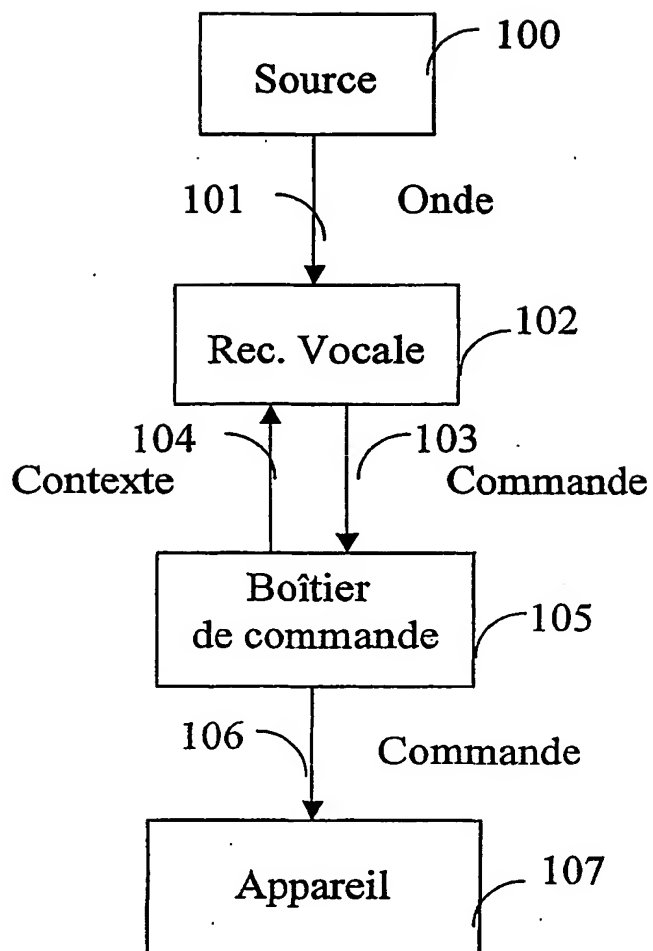 100
Source
101 Onde
102
Rec. Vocale
104 103
Contexte Commande
Boîtier
de commande 105
106 Commande
Appareil 107